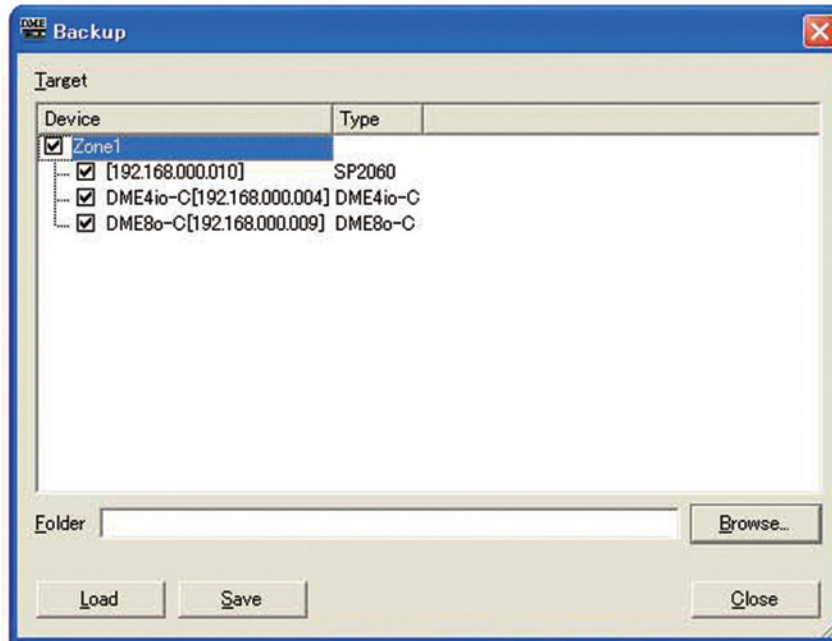 DME
Backup
Target
Device Type
Zone1
[192.168.000.010] SP2060
DME4io-C[192.168.000.004] DME4io-C
DME8o-C[192.168.000.009] DME8o-C
Folder Browse...
Load Save Close